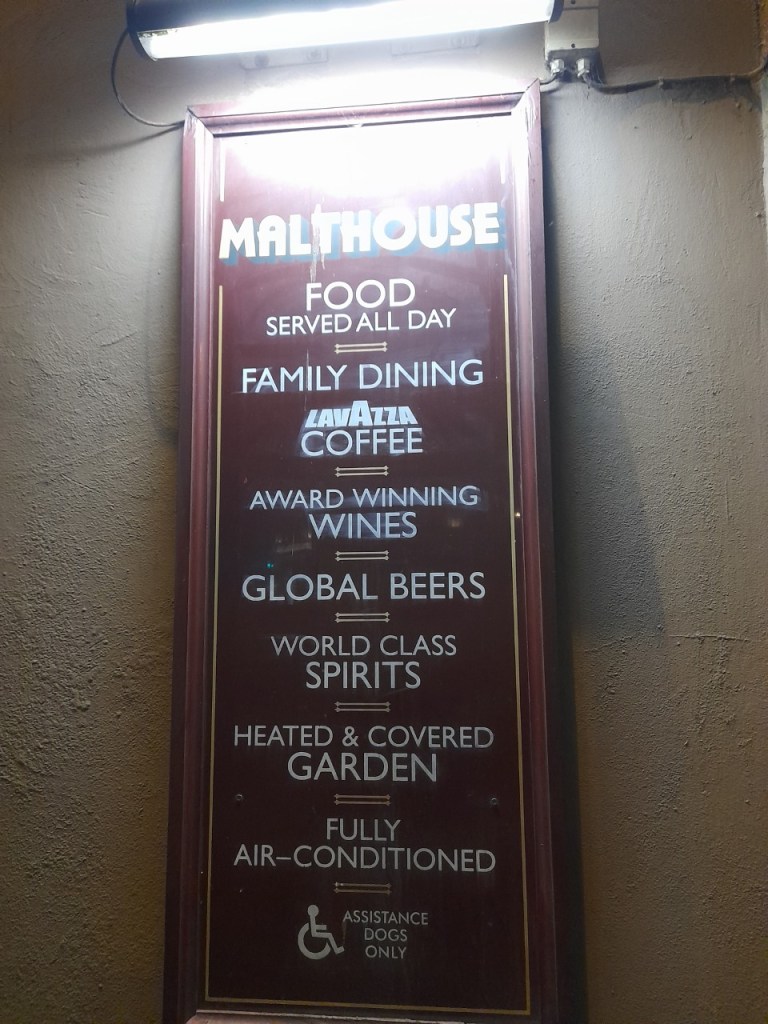 MALTHOUSE
FOOD
SERVED ALL DAY
FAMILY DINING
LAVAZZA
COFFEE
AWARD WINNING
WINES
GLOBAL BEERS
WORLD CLASS
SPIRITS
HEATED & COVERED
GARDEN
FULLY
AIR–CONDITIONED
ASSISTANCE
DOGS
ONLY